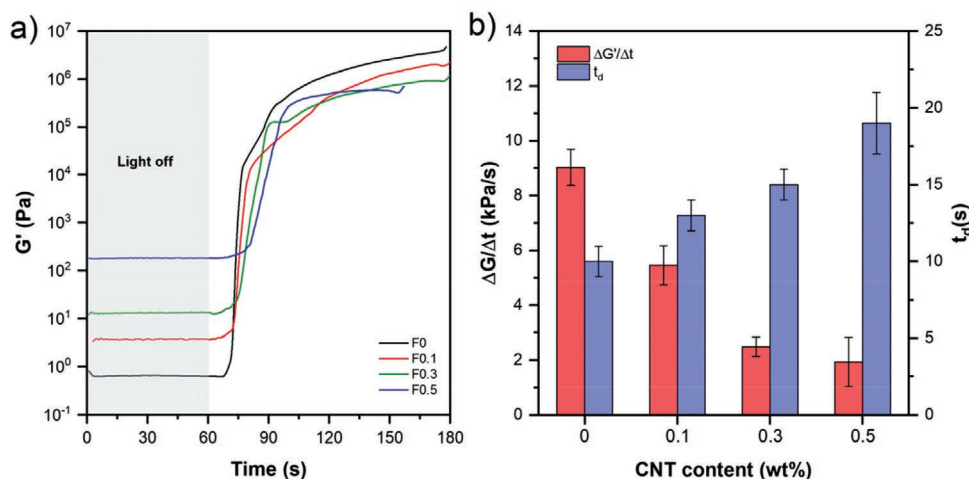 a)
G' (Pa)
10^7
10^6
10^5
10^4
10^3
10^2
10^1
10^0
10^-1
Light off
F0
F0.1
F0.3
F0.5
0 30 60 90 120 150 180
Time (s)
b)
ΔG/Δt (kPa/s)
14
12
10
8
6
4
2
0
ΔG'/Δt
t_d
25
20
15
10
5
0
t_d(s)
0 0.1 0.3 0.5
CNT content (wt%)